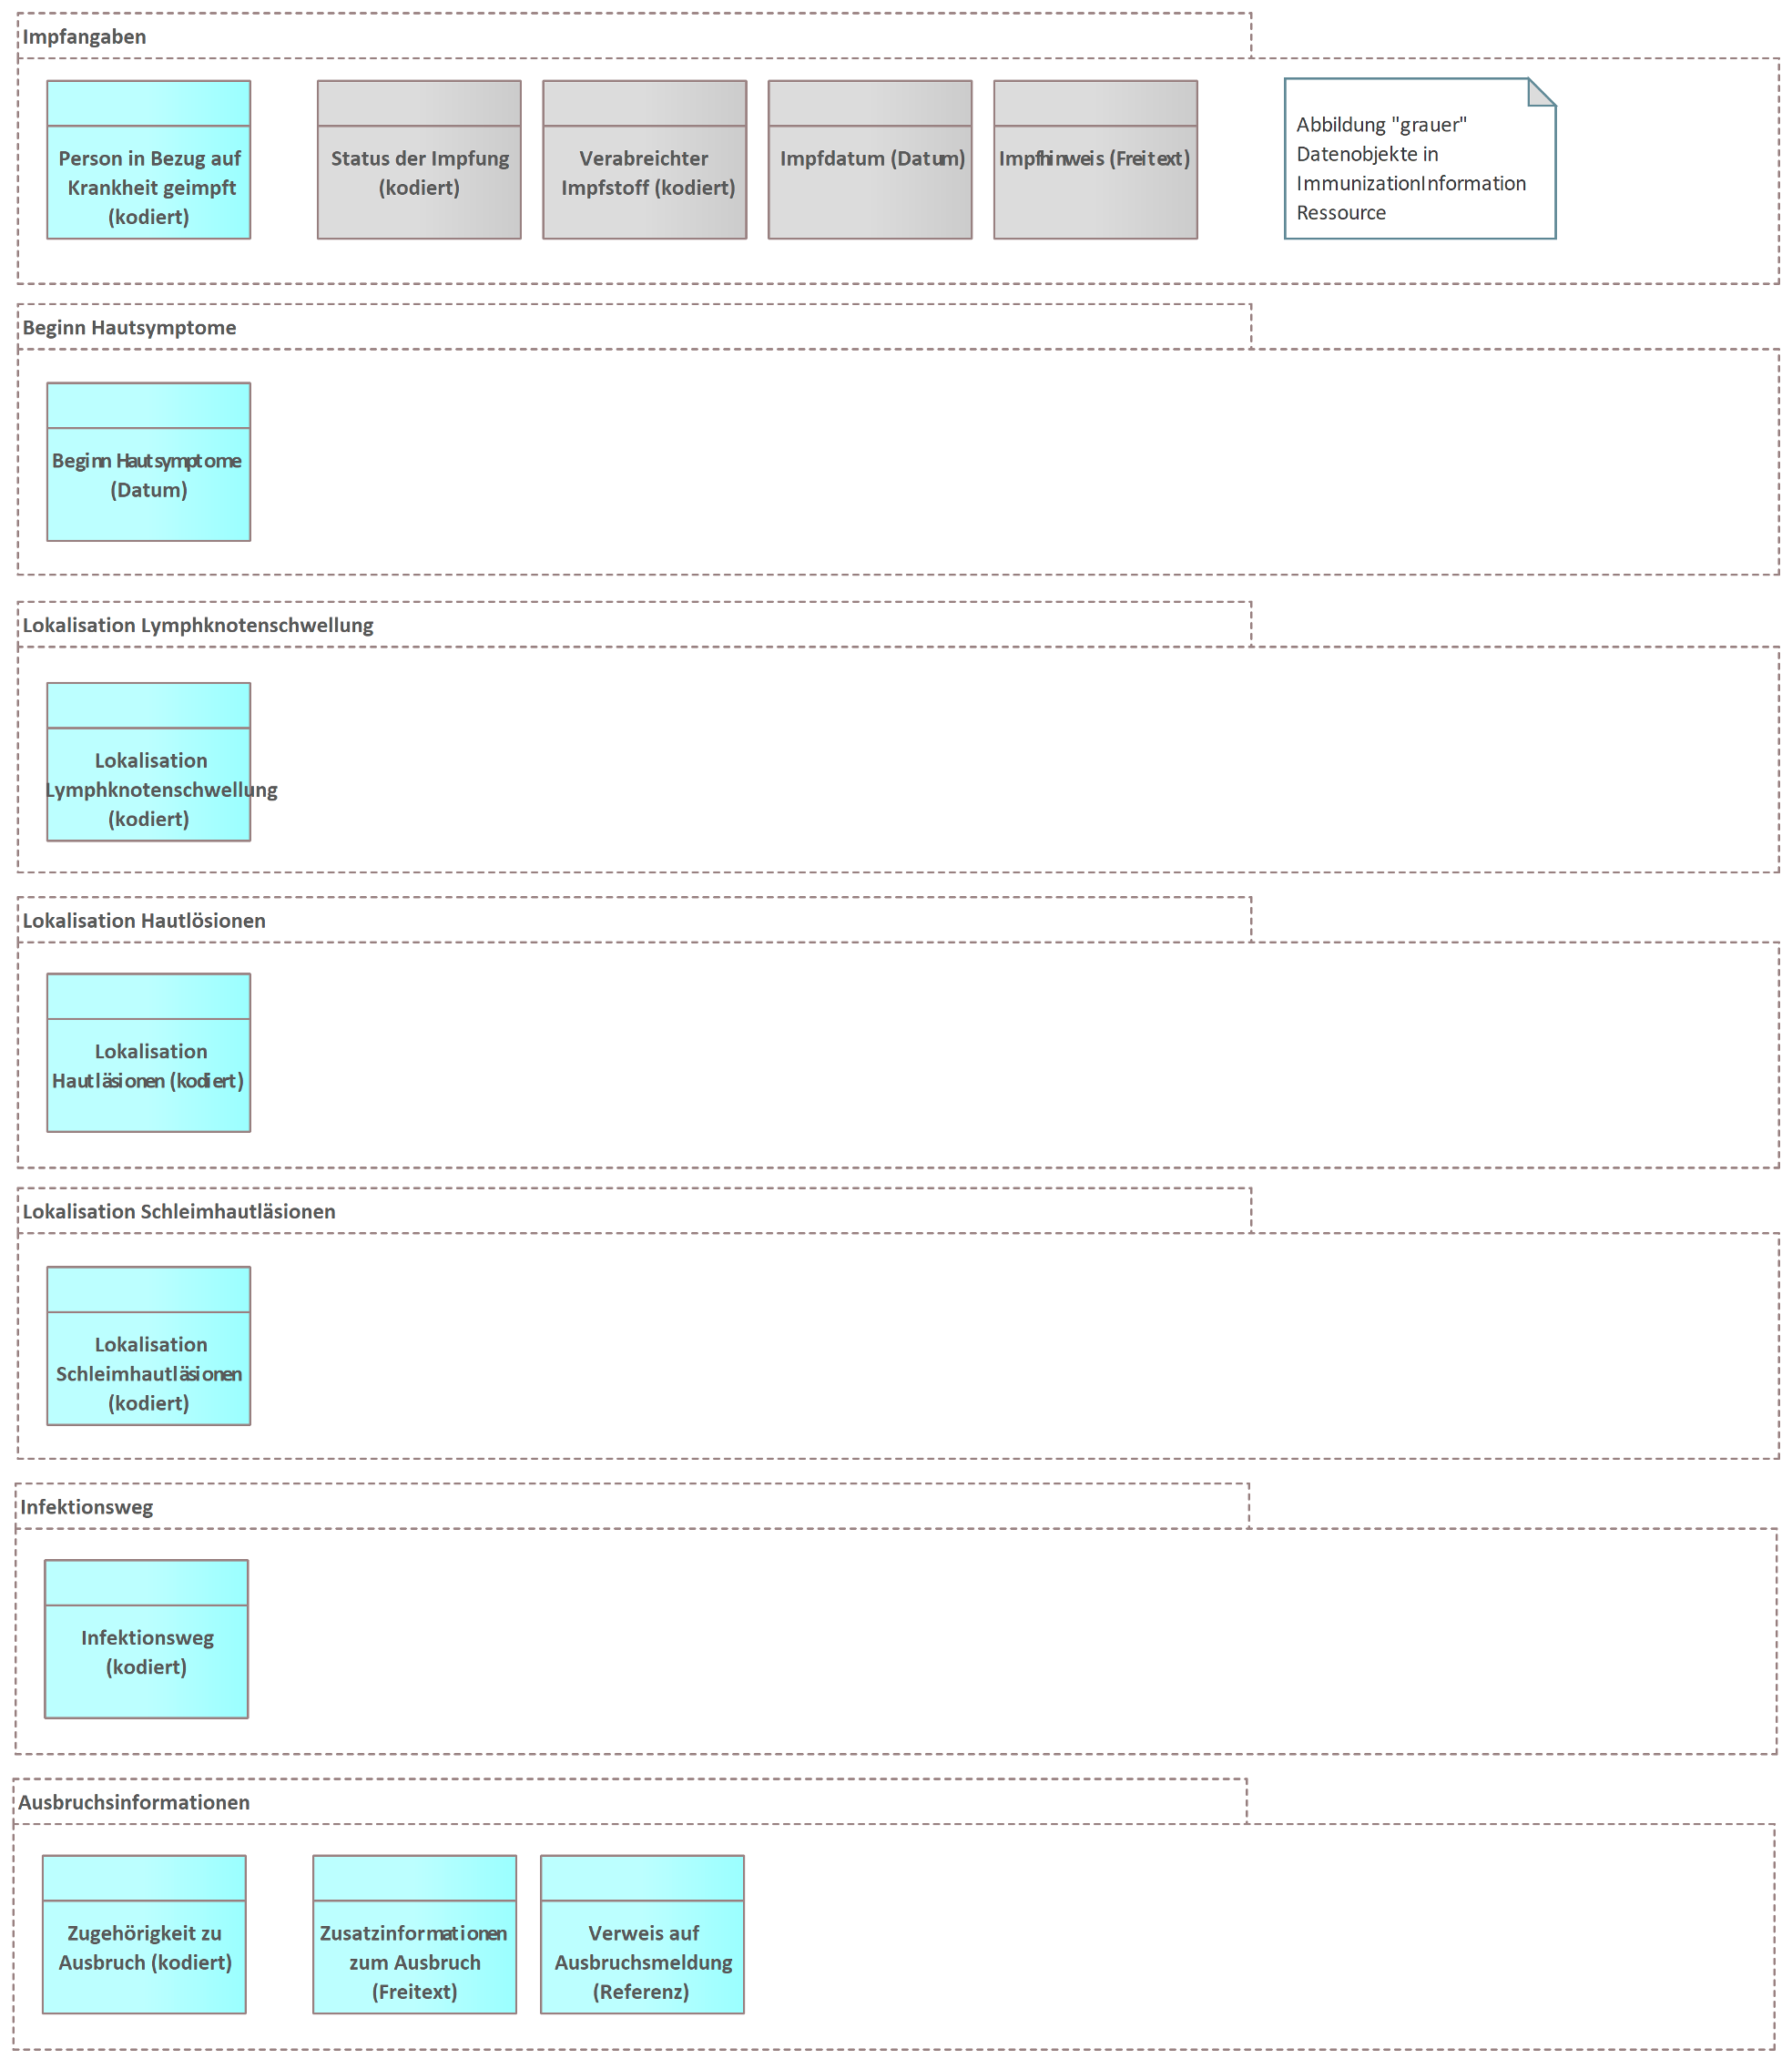 Impfangaben
Person in Bezug auf
Krankheit geimpft
(kodiert)
Status der Impfung
(kodiert)
Verabreichter
Impfstoff (kodiert)
Impfdatum (Datum)
Impfhinweis (Freitext)
Abbildung "grauer"
Datenobjekte in
ImmunizationInformation
Ressource
Beginn Hautsymptome
Beginn Hautsymptome
(Datum)
Lokalisation Lymphknotenschwellung
Lokalisation
Lymphknotenschwellung
(kodiert)
Lokalisation Hautlösionen
Lokalisation
Hautläsionen (kodiert)
Lokalisation Schleimhautläsionen
Lokalisation
Schleimhautläsionen
(kodiert)
Infektionsweg
Infektionsweg
(kodiert)
Ausbruchsinformationen
Zugehörigkeit zu
Ausbruch (kodiert)
Zusatzinformationen
zum Ausbruch
(Freitext)
Verweis auf
Ausbruchsmeldung
(Referenz)